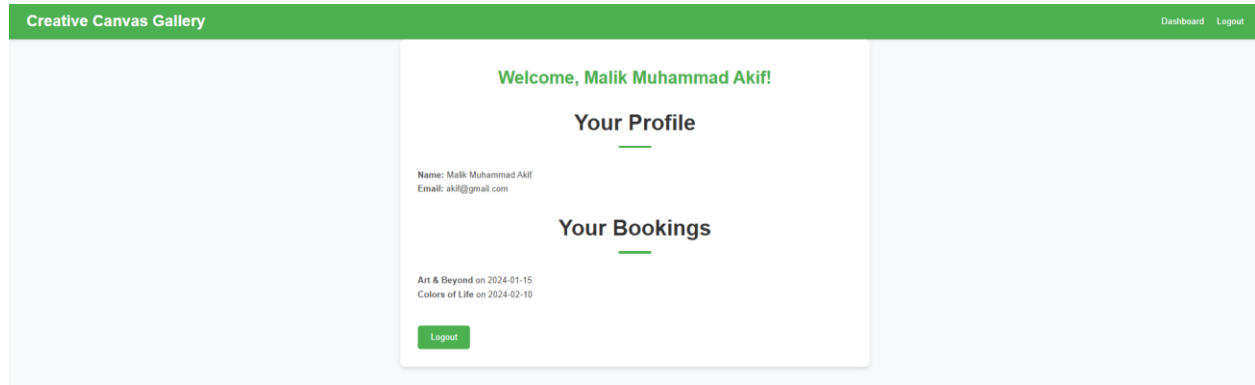 Creative Canvas Gallery
Dashboard Logout
Welcome, Malik Muhammad Akif!
Your Profile
Name: Malik Muhammad Akif
Email: akif@gmail.com
Your Bookings
Art & Beyond on 2024-01-15
Colors of Life on 2024-02-10
Logout